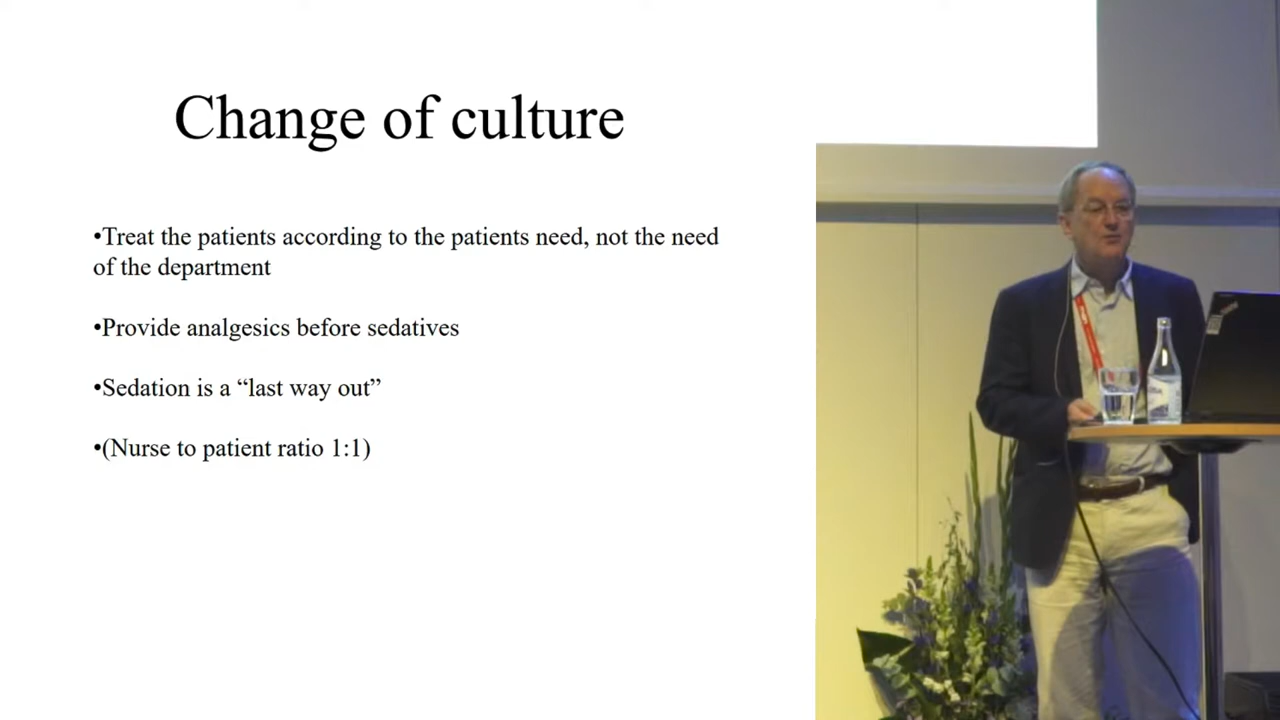 Change of culture
•Treat the patients according to the patients need, not the need
of the department
•Provide analgesics before sedatives
•Sedation is a “last way out”
•(Nurse to patient ratio 1:1)